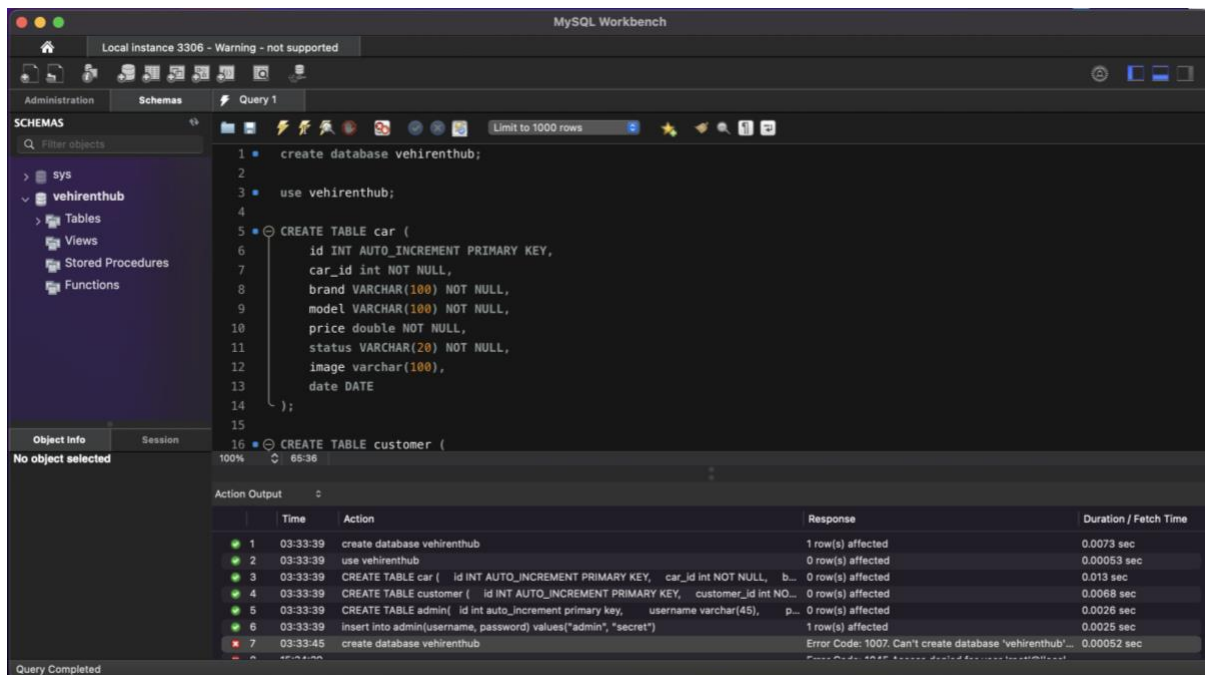 MySQL Workbench
Local instance 3306 - Warning - not supported
Administration Schemas Query 1
SCHEMAS
Limit to 1000 rows
Filter objects
sys
vehirenthub
Tables
Views
Stored Procedures
Functions
1 create database vehirenthub;
2
3 use vehirenthub;
4
5 CREATE TABLE car (
6 id INT AUTO_INCREMENT PRIMARY KEY,
7 car_id int NOT NULL,
8 brand VARCHAR(100) NOT NULL,
9 model VARCHAR(100) NOT NULL,
10 price double NOT NULL,
11 status VARCHAR(20) NOT NULL,
12 image varchar(100),
13 date DATE
14 );
15
16 CREATE TABLE customer (
Object Info Session
No object selected
100% 65:36
Action Output
Time Action Response Duration / Fetch Time
1 03:33:39 create database vehirenthub 1 row(s) affected 0.0073 sec
2 03:33:39 use vehirenthub 0 row(s) affected 0.00053 sec
3 03:33:39 CREATE TABLE car ( id INT AUTO_INCREMENT PRIMARY KEY, car_id int NOT NULL, b... 0 row(s) affected 0.013 sec
4 03:33:39 CREATE TABLE customer ( id INT AUTO_INCREMENT PRIMARY KEY, customer_id int NO... 0 row(s) affected 0.0068 sec
5 03:33:39 CREATE TABLE admin( id int auto_increment primary key, username varchar(45), p... 0 row(s) affected 0.0026 sec
6 03:33:39 insert into admin(username, password) values("admin", "secret") 1 row(s) affected 0.0025 sec
7 03:33:45 create database vehirenthub Error Code: 1007. Can't create database 'vehirenthub'... 0.00052 sec
Query Completed